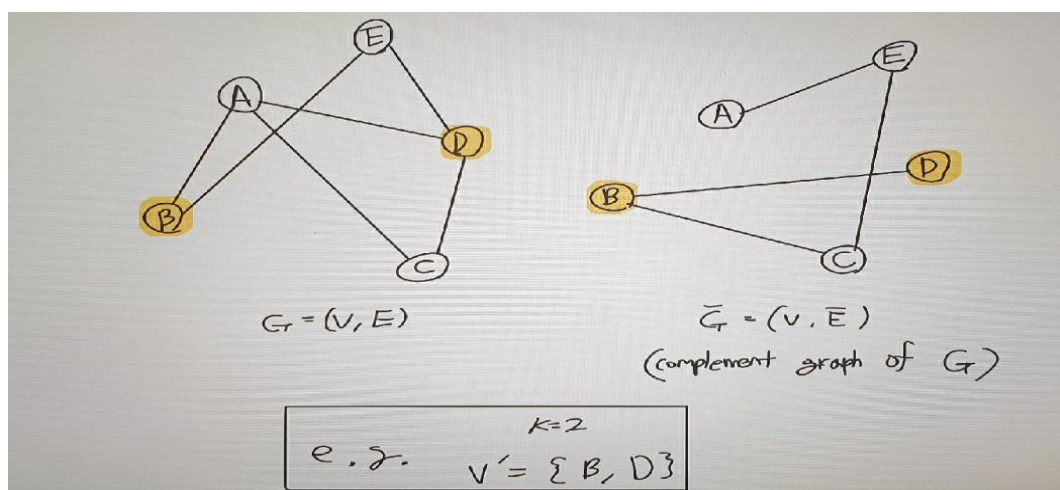 E
A
D
B
C
G = (V, E)
E
A
D
B
C
G̅ = (V, E̅)
(complement graph of G)
K=2
e.g. V′= {B, D}